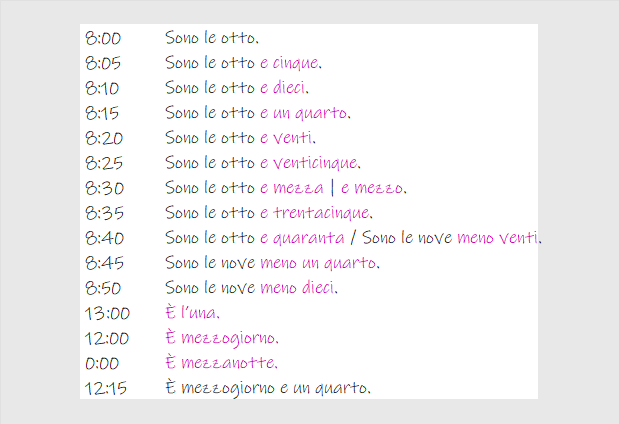 8:00 Sono le otto.
8:05 Sono le otto e cinque.
8:10 Sono le otto e dieci.
8:15 Sono le otto e un quarto.
8:20 Sono le otto e venti.
8:25 Sono le otto e venticinque.
8:30 Sono le otto e mezza | e mezzo.
8:35 Sono le otto e trentacinque.
8:40 Sono le otto e quaranta / Sono le nove meno venti.
8:45 Sono le nove meno un quarto.
8:50 Sono le nove meno dieci.
13:00 È l'una.
12:00 È mezzogiorno.
0:00 È mezzanotte.
12:15 È mezzogiorno e un quarto.